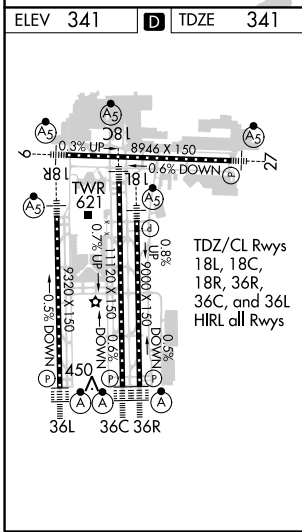 ELEV 341 D TDZE 341
A5
18C
A5 A5
0.3% UP 8946 X 150
9 27
0.6% DOWN P
18R 18L
A5 TWR A5
621 P
0.7% UP 0.8% UP
9320 X 150 11120 X 150 9000 X 150
0.5% DOWN 0.6% DOWN 0.5% DOWN
TDZ/CL Rwys
18L, 18C,
18R, 36R,
36C, and 36L
HIRL all Rwys
P 450 P P
A A A
36L 36C 36R